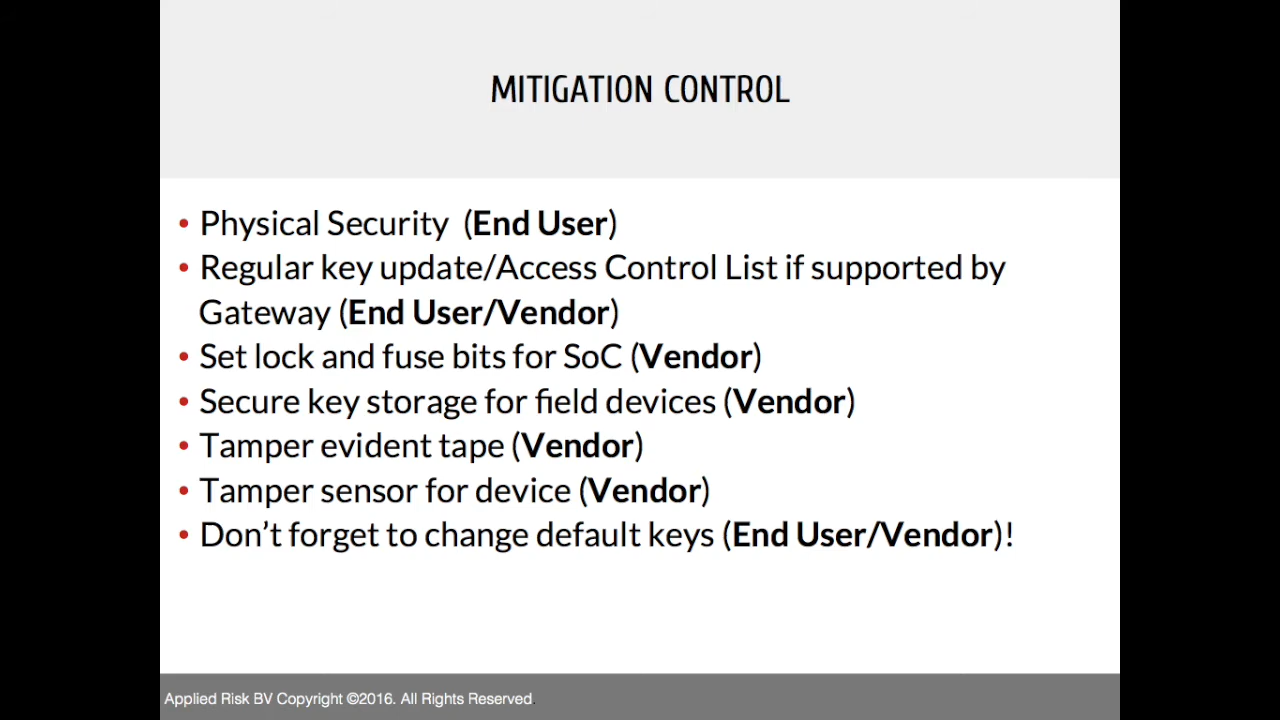 MITIGATION CONTROL
• Physical Security (End User)
• Regular key update/Access Control List if supported by
Gateway (End User/Vendor)
• Set lock and fuse bits for SoC (Vendor)
• Secure key storage for field devices (Vendor)
• Tamper evident tape (Vendor)
• Tamper sensor for device (Vendor)
• Don’t forget to change default keys (End User/Vendor)!
Applied Risk BV Copyright ©2016. All Rights Reserved.